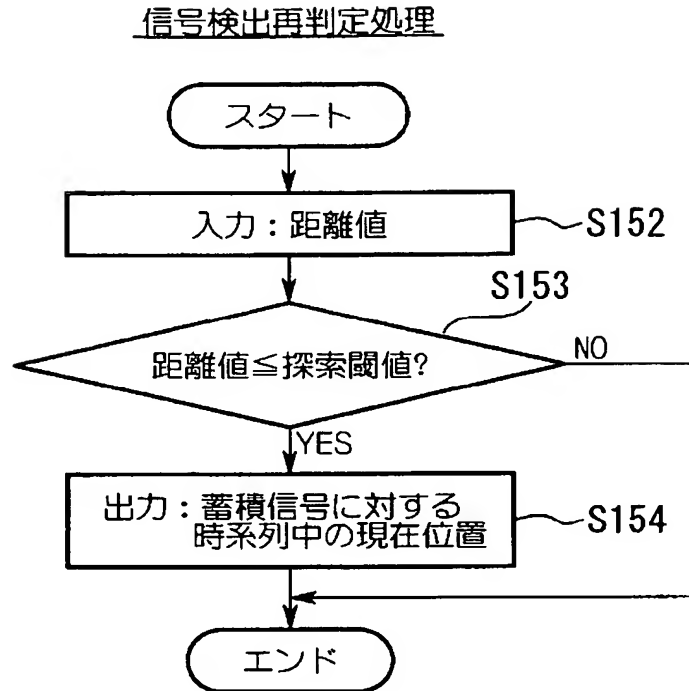 信号検出再判定処理
スタート
入力：距離値
S152
S153
距離値≦探索閾値?
NO
YES
出力：蓄積信号に対する
時系列中の現在位置
S154
エンド